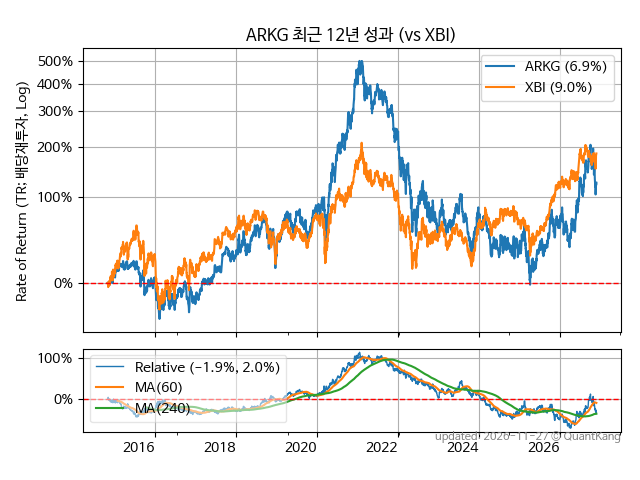 ARKG 최근 12년 성과 (vs XBI)
Rate of Return (TR: 배당재투자, Log)
500%
400%
300%
200%
100%
0%
ARKG (6.9%)
XBI (9.0%)
100%
0%
Relative (−1.9%, 2.0%)
MA(60)
MA(240)
2016
2018
2020
2022
2024
2026
updated: 2026-11-27 © QuantKang